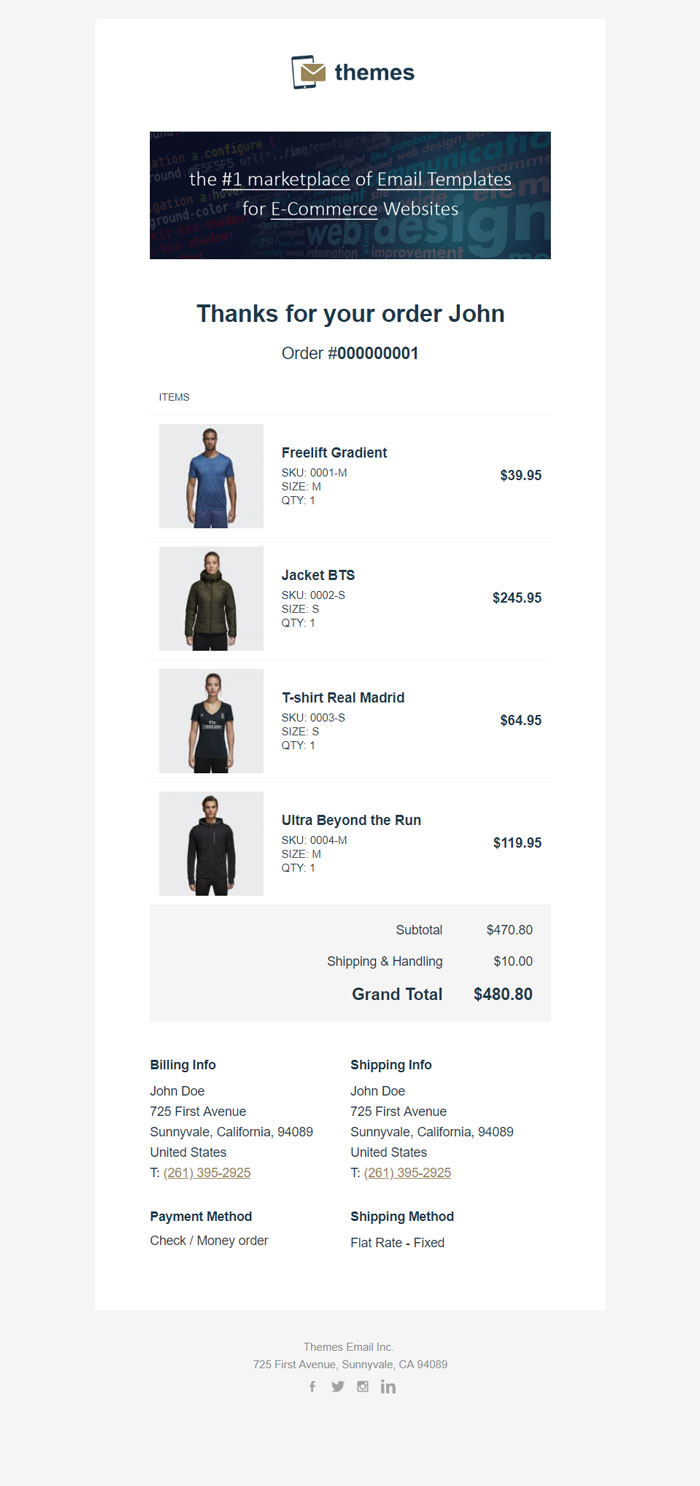 themes
the #1 marketplace of Email Templates
for E-Commerce Websites
Thanks for your order John
Order #000000001
ITEMS
Freelift Gradient
SKU: 0001-M
SIZE: M
QTY: 1
$39.95
Jacket BTS
SKU: 0002-S
SIZE: S
QTY: 1
$245.95
T-shirt Real Madrid
SKU: 0003-S
SIZE: S
QTY: 1
$64.95
Fly
Emirates
Ultra Beyond the Run
SKU: 0004-M
SIZE: M
QTY: 1
$119.95
Subtotal $470.80
Shipping & Handling $10.00
Grand Total $480.80
Billing Info
John Doe
725 First Avenue
Sunnyvale, California, 94089
United States
T: (261) 395-2925
Shipping Info
John Doe
725 First Avenue
Sunnyvale, California, 94089
United States
T: (261) 395-2925
Payment Method
Check / Money order
Shipping Method
Flat Rate - Fixed
Themes Email Inc.
725 First Avenue, Sunnyvale, CA 94089